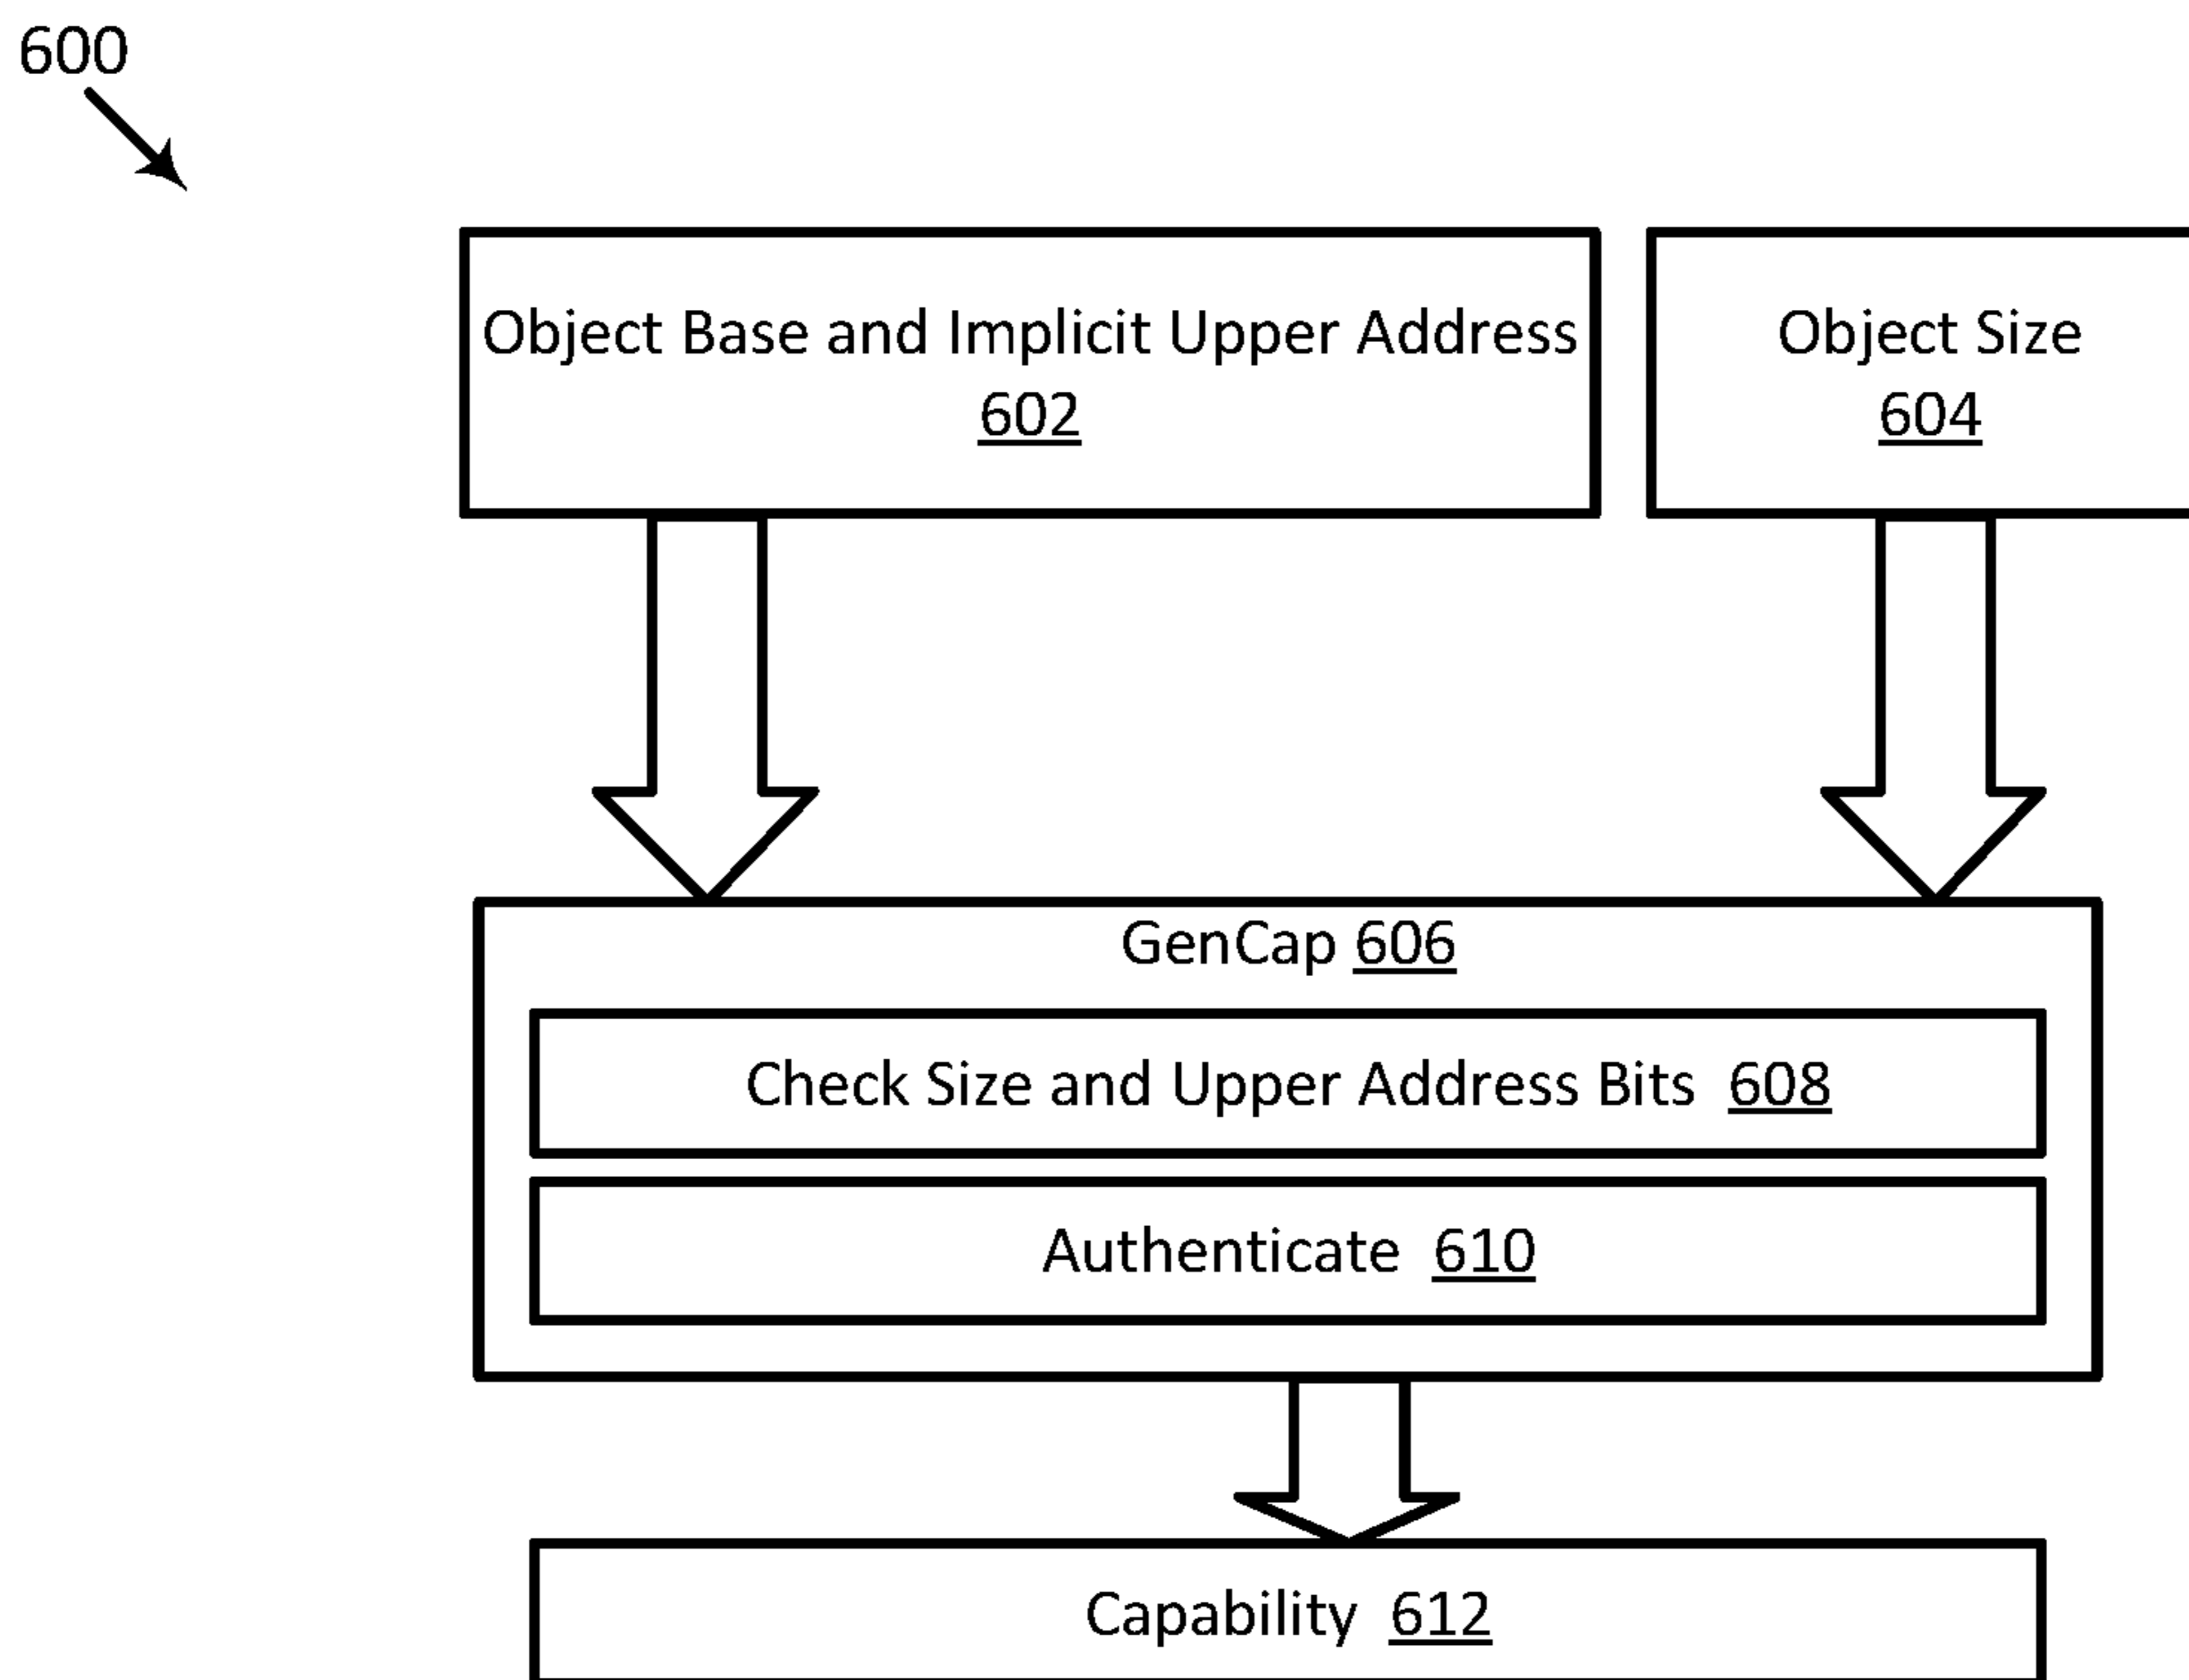 600
Object Base and Implicit Upper Address
602
Object Size
604
GenCap 606
Check Size and Upper Address Bits 608
Authenticate 610
Capability 612